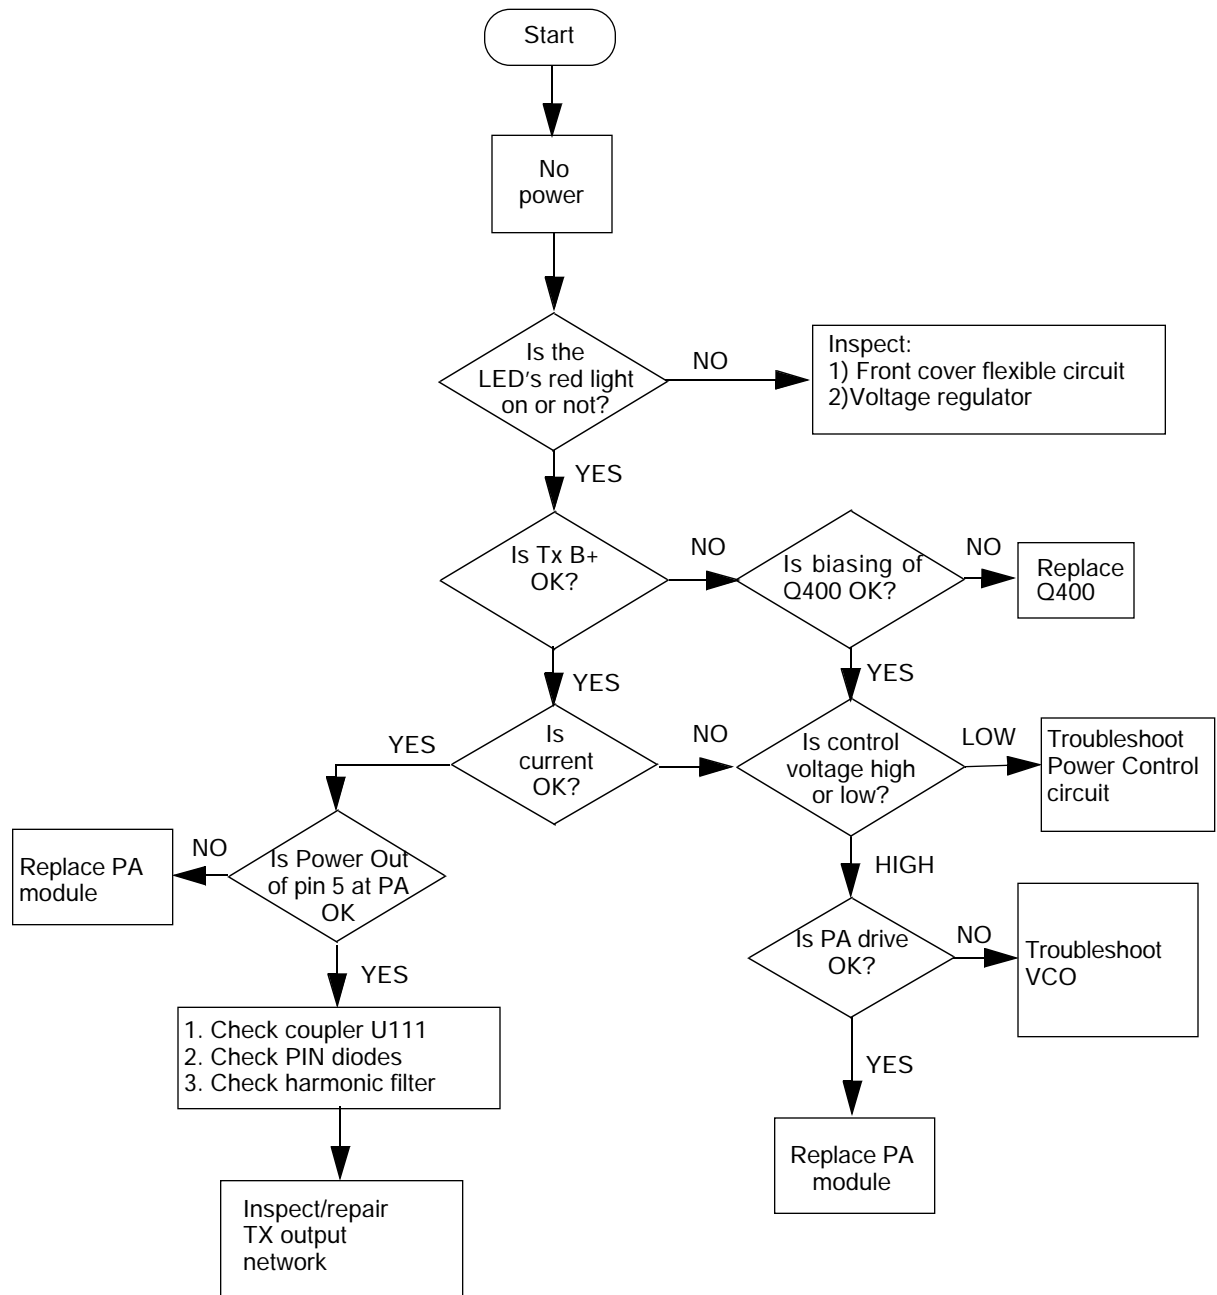 Start
No
power
Is the
LED's red light
on or not?
NO
Inspect:
1) Front cover flexible circuit
2)Voltage regulator
YES
Is Tx B+
OK?
NO
Is biasing of
Q400 OK?
NO
Replace
Q400
YES
YES
Is
current
OK?
YES
NO
Is control
voltage high
or low?
LOW
Troubleshoot
Power Control
circuit
Is Power Out
of pin 5 at PA
OK
NO
Replace PA
module
HIGH
Is PA drive
OK?
NO
Troubleshoot
VCO
YES
1. Check coupler U111
2. Check PIN diodes
3. Check harmonic filter
YES
Replace PA
module
Inspect/repair
TX output
network